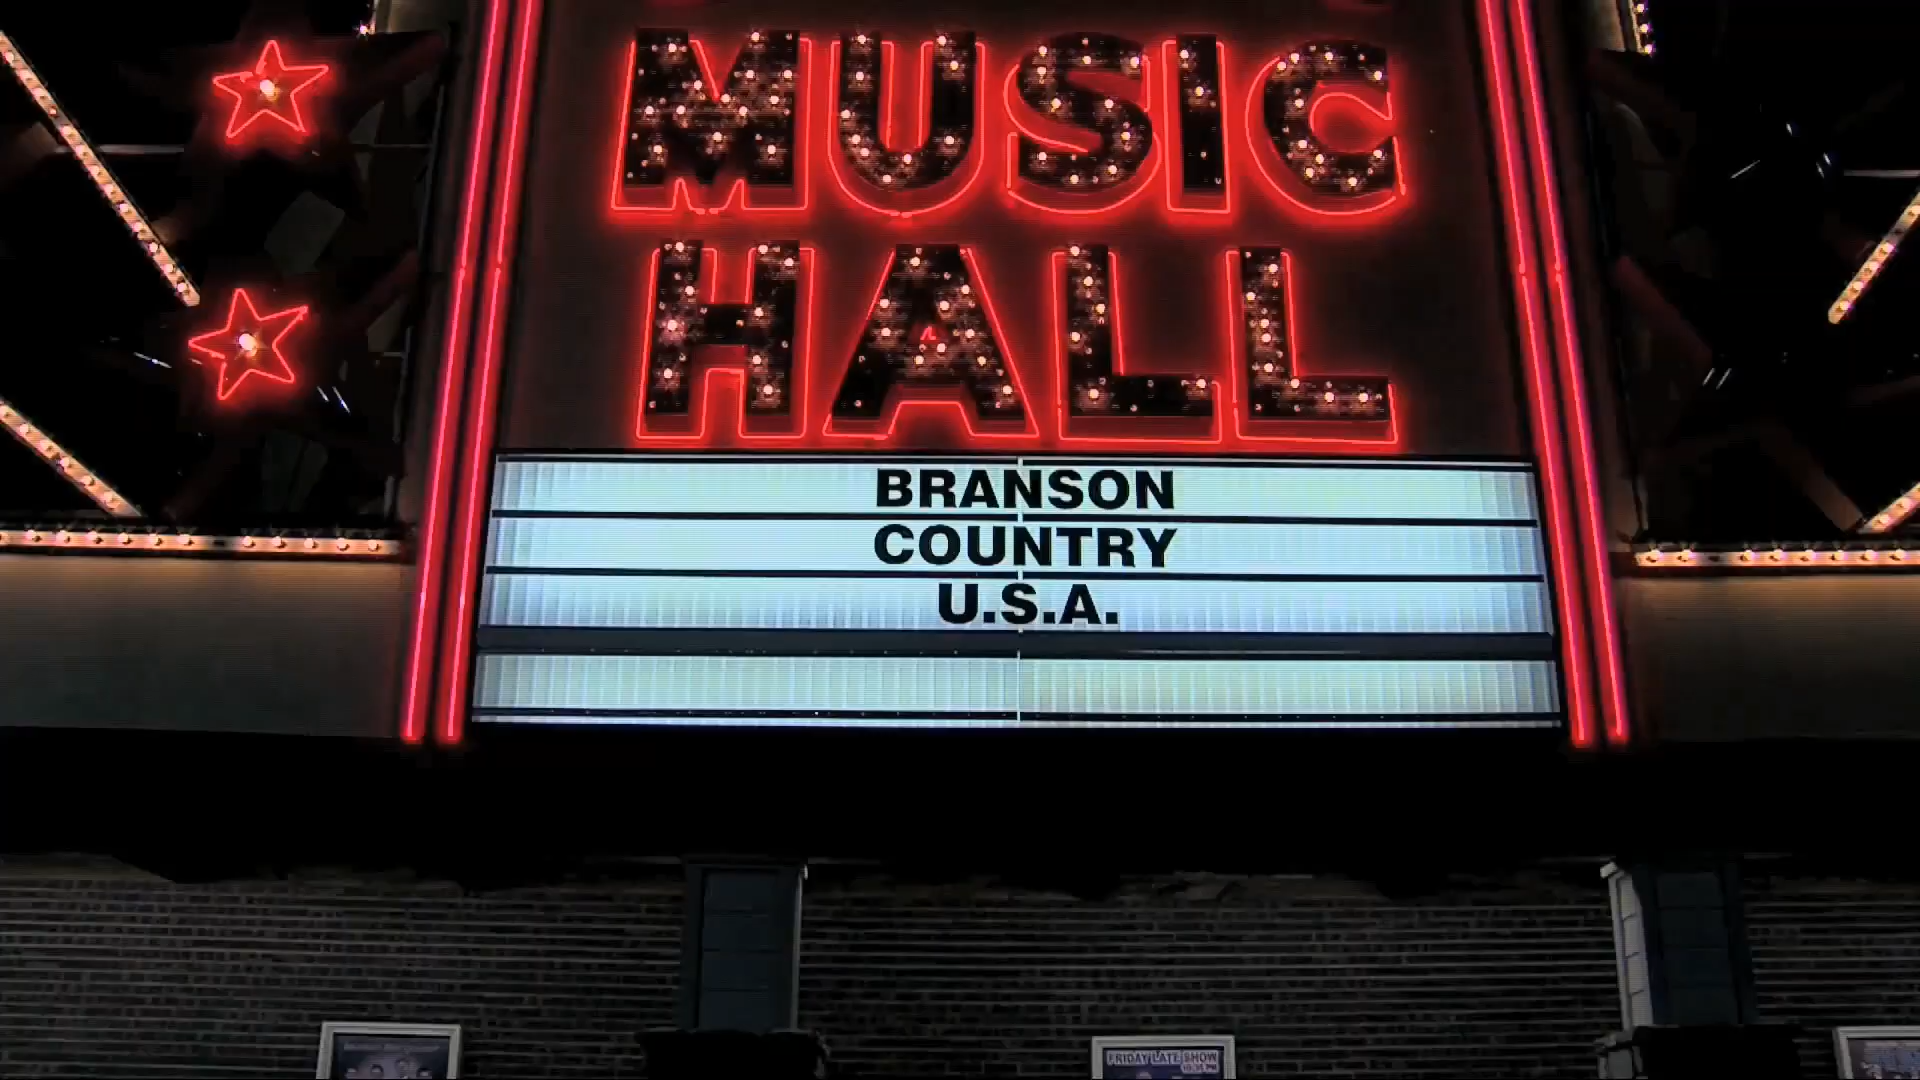 MUSIC
HALL
BRANSON
COUNTRY
U.S.A.
FRIDAY LATE SHOW